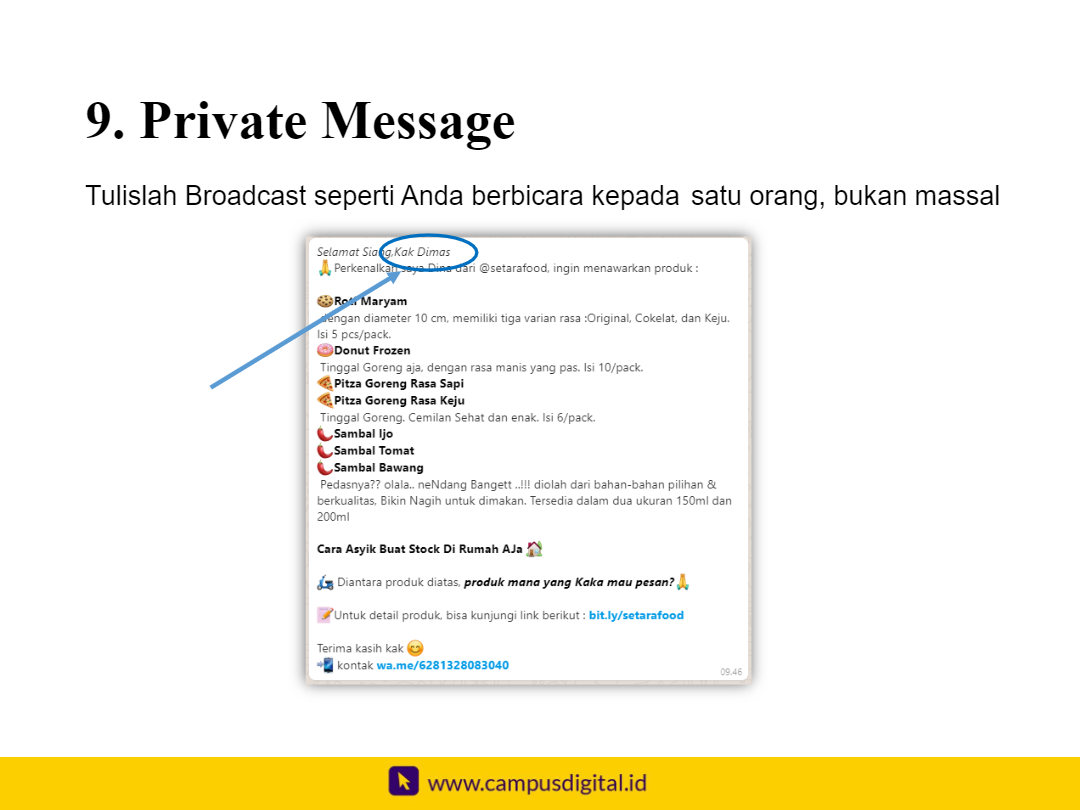 9. Private Message
Tulislah Broadcast seperti Anda berbicara kepada satu orang, bukan massal
Selamat Siang,Kak Dimas
Perkenalkan saya Dina dari @setarafood, ingin menawarkan produk :
Roti Maryam
dengan diameter 10 cm, memiliki tiga varian rasa :Original, Cokelat, dan Keju.
Isi 5 pcs/pack.
Donut Frozen
Tinggal Goreng aja, dengan rasa manis yang pas. Isi 10/pack.
Pitza Goreng Rasa Sapi
Pitza Goreng Rasa Keju
Tinggal Goreng. Cemilan Sehat dan enak. Isi 6/pack.
Sambal Ijo
Sambal Tomat
Sambal Bawang
Pedasnya?? olala.. neNdang Bangett ..!!! diolah dari bahan-bahan pilihan &
berkualitas, Bikin Nagih untuk dimakan. Tersedia dalam dua ukuran 150ml dan
200ml
Cara Asyik Buat Stock Di Rumah AJa
Diantara produk diatas, produk mana yang Kaka mau pesan?
Untuk detail produk, bisa kunjungi link berikut : bit.ly/setarafood
Terima kasih kak
kontak wa.me/6281328083040
09.46
www.campusdigital.id